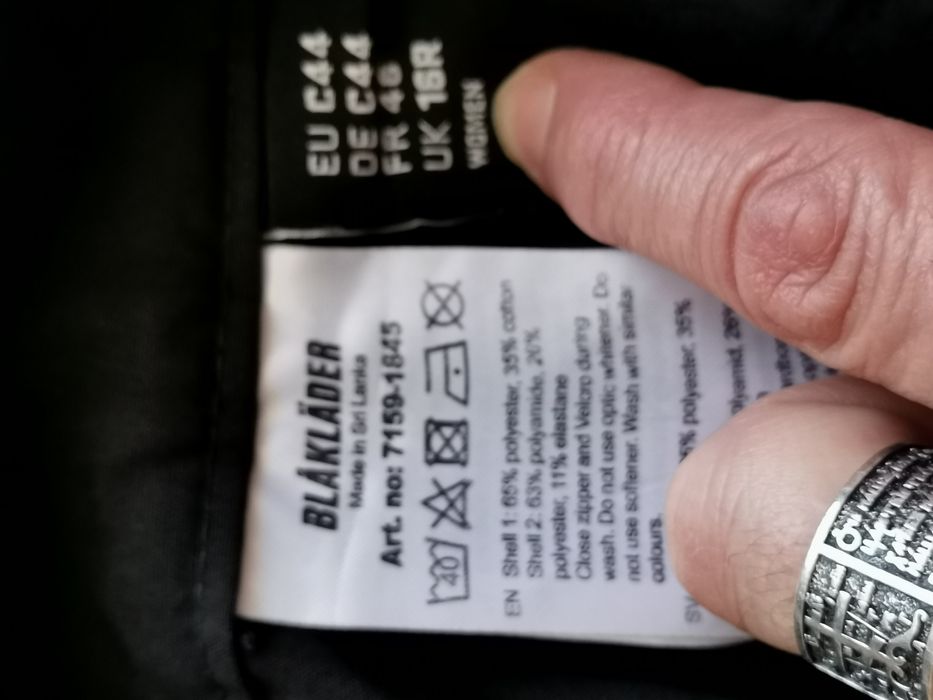 EU C44
DE C44
FR 46
UK 16R
WOMEN
BLÅKLÄDER
Made in Sri Lanka
Art. no: 7159-1845
40
EN Shell 1: 65% polyester, 35% cotton
Shell 2: 63% polyamide, 26%
polyester, 11% elastane
Close zipper and Velcro during
wash. Do not use optic whitener. Do
not use softener. Wash with similar
colours.
polyester, 35%